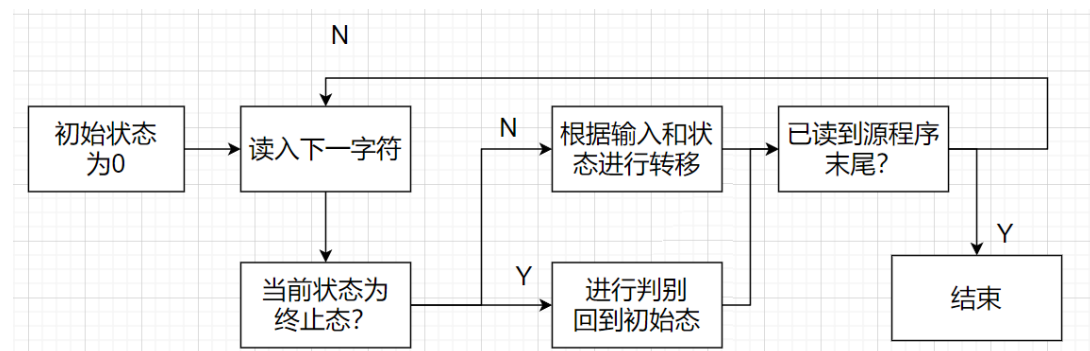 N
初始状态
为0
读入下一字符
N
根据输入和状
态进行转移
已读到源程序
末尾？
当前状态为
终止态？
Y
进行判别
回到初始态
Y
结束